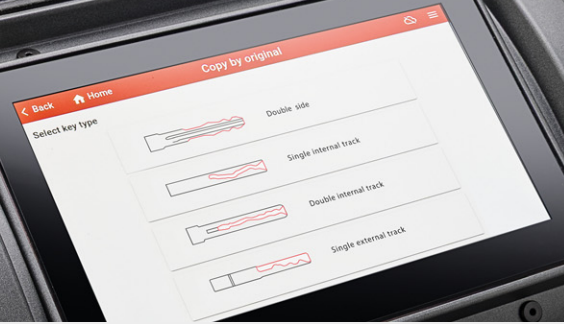 Back
Home
Copy by original
Select key type
Double side
Single internal track
Double internal track
Single external track